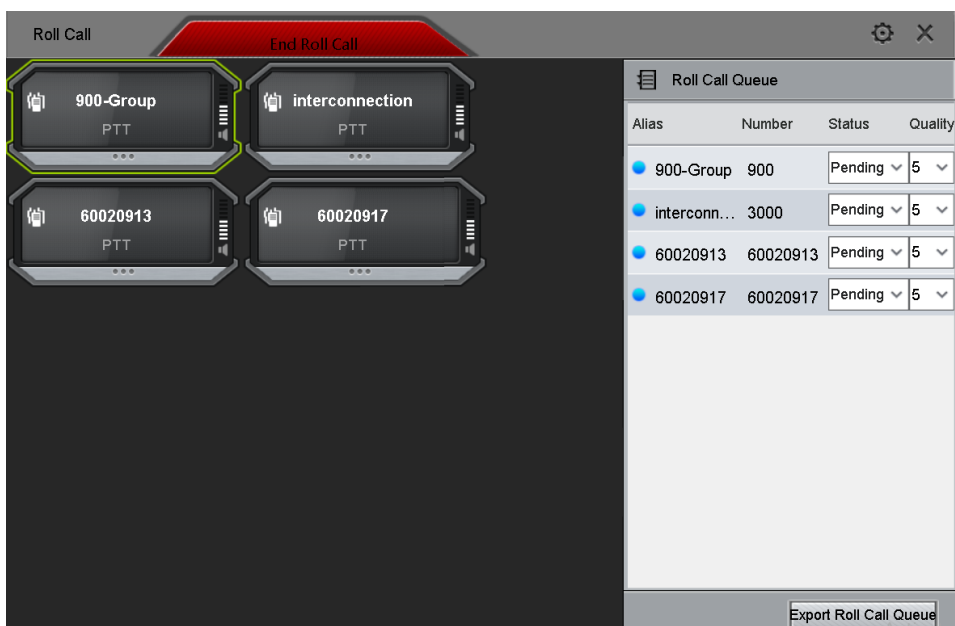 Roll Call
End Roll Call
900-Group
PTT
interconnection
PTT
60020913
PTT
60020917
PTT
Roll Call Queue
Alias Number Status Quality
900-Group 900 Pending 5
interconn... 3000 Pending 5
60020913 60020913 Pending 5
60020917 60020917 Pending 5
Export Roll Call Queue